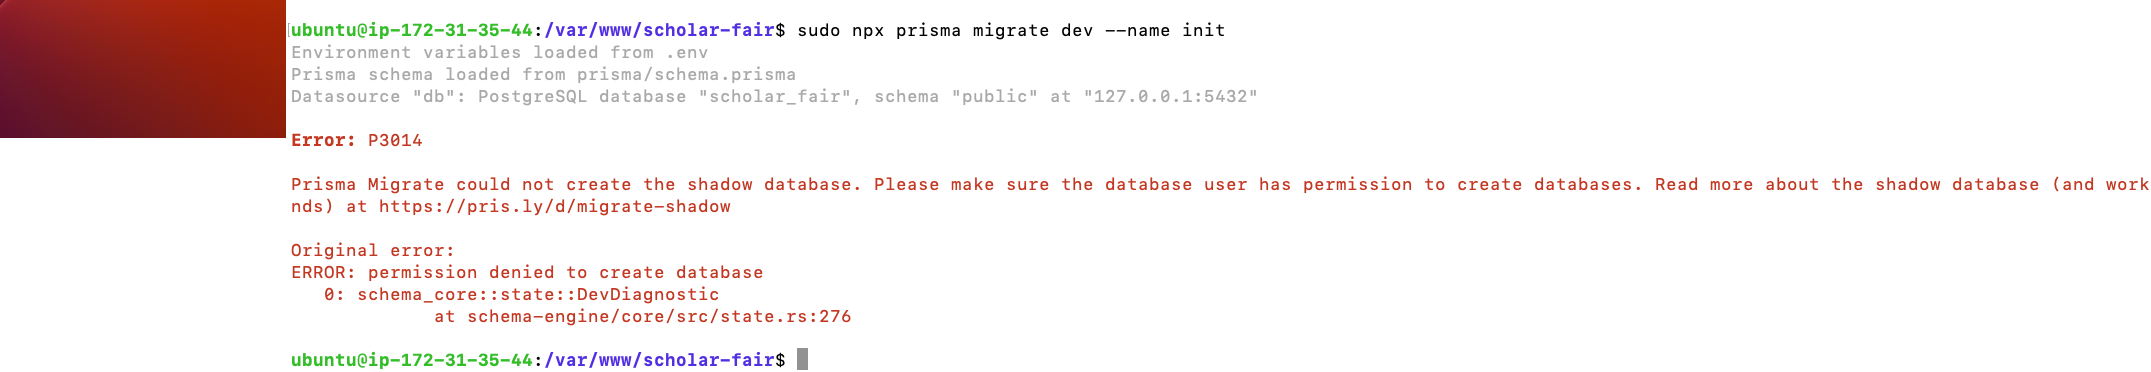 ubuntu@ip-172-31-35-44:/var/www/scholar-fair$ sudo npx prisma migrate dev --name init
Environment variables loaded from .env
Prisma schema loaded from prisma/schema.prisma
Datasource "db": PostgreSQL database "scholar_fair", schema "public" at "127.0.0.1:5432"
Error: P3014
Prisma Migrate could not create the shadow database. Please make sure the database user has permission to create databases. Read more about the shadow database (and work
nds) at https://pris.ly/d/migrate-shadow
Original error:
ERROR: permission denied to create database
0: schema_core::state::DevDiagnostic
at schema-engine/core/src/state.rs:276
ubuntu@ip-172-31-35-44:/var/www/scholar-fair$